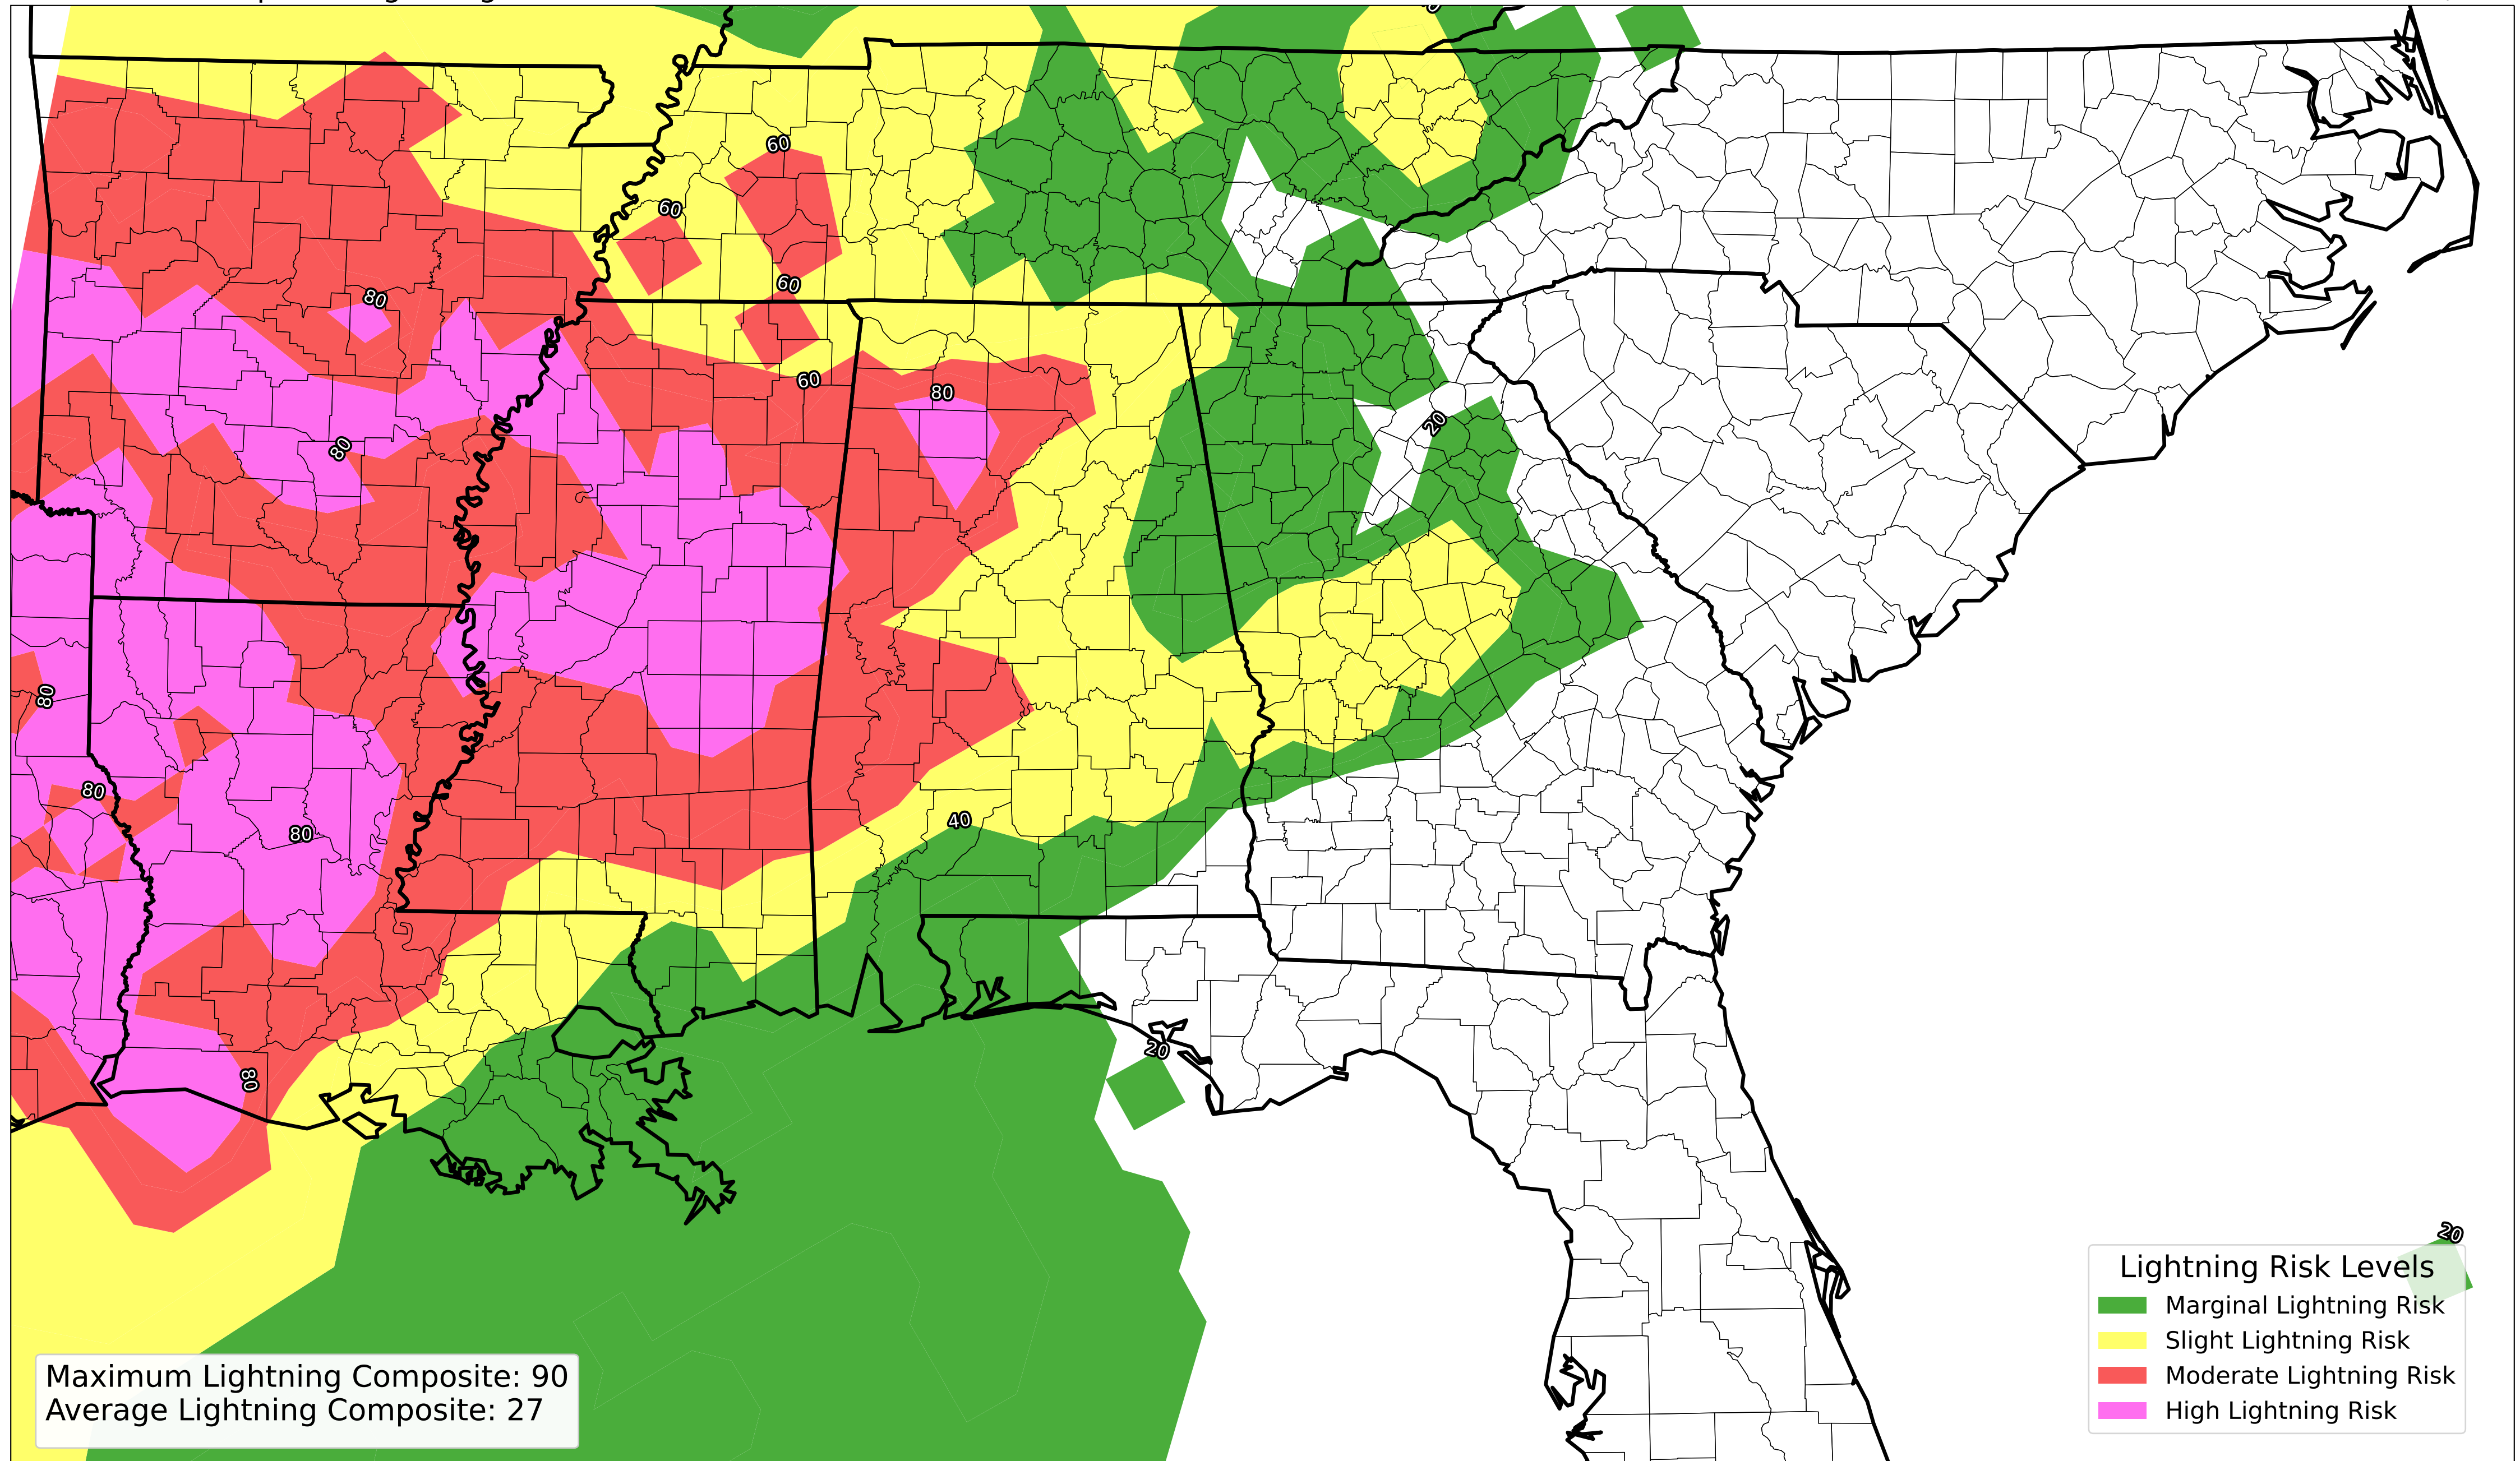 60
60
60
80
60
80
80
20
80
80
80
40
20
80
20
Lightning Risk Levels
Marginal Lightning Risk
Slight Lightning Risk
Moderate Lightning Risk
High Lightning Risk
Maximum Lightning Composite: 90
Average Lightning Composite: 27